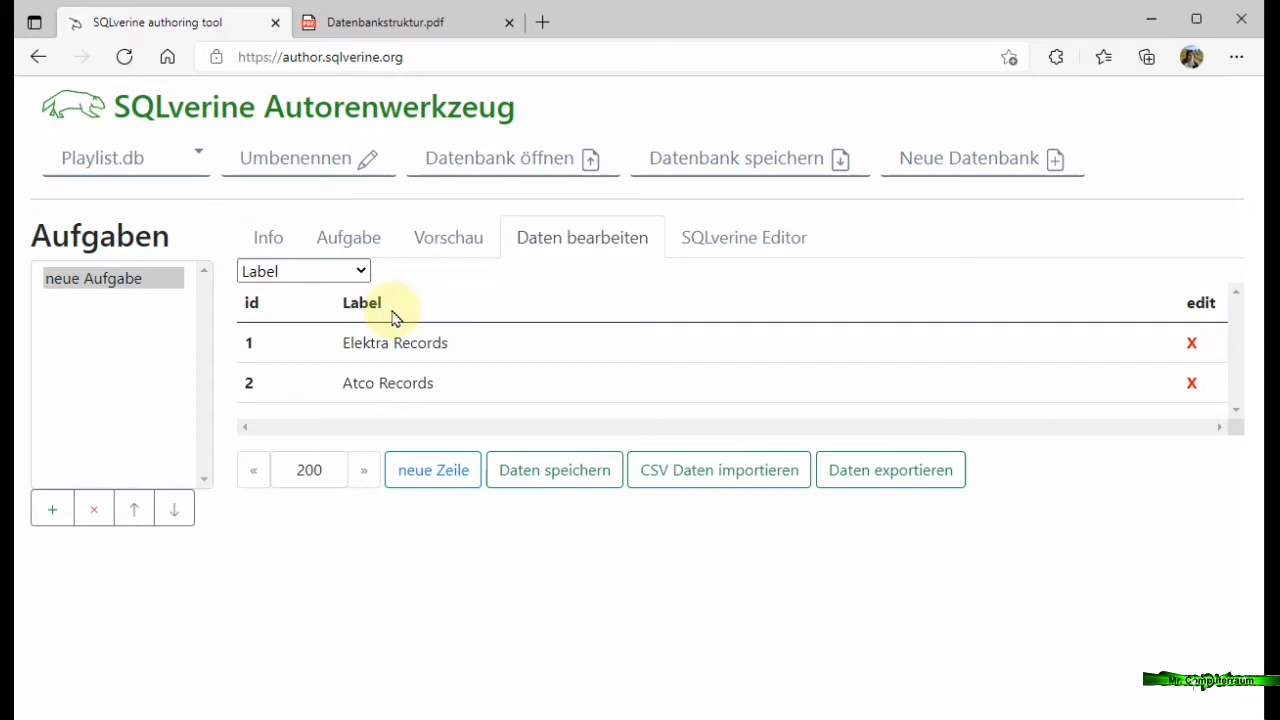 SQLverine authoring tool
Datenbankstruktur.pdf
https://author.sqlverine.org
SQLverine Autorenwerkzeug
Playlist.db
Umbenennen
Datenbank öffnen
Datenbank speichern
Neue Datenbank
Aufgaben
Info
Aufgabe
Vorschau
Daten bearbeiten
SQLverine Editor
neue Aufgabe
Label
id Label edit
1 Elektra Records X
2 Atco Records X
« 200 » neue Zeile Daten speichern CSV Daten importieren Daten exportieren
Mr. Computerraum